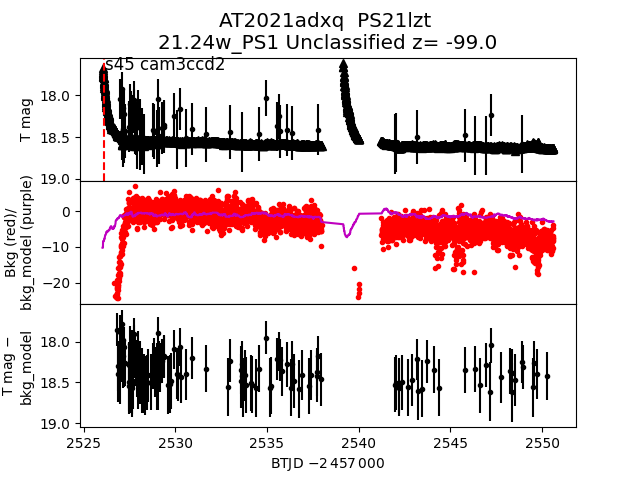 AT2021adxq PS21lzt
21.24w_PS1 Unclassified z= -99.0
s45 cam3ccd2
T mag
18.0
18.5
19.0
Bkg (red)/
bkg_model (purple)
0
−10
−20
T mag −
bkg_model
18.0
18.5
19.0
2525 2530 2535 2540 2545 2550
BTJD −2 457 000